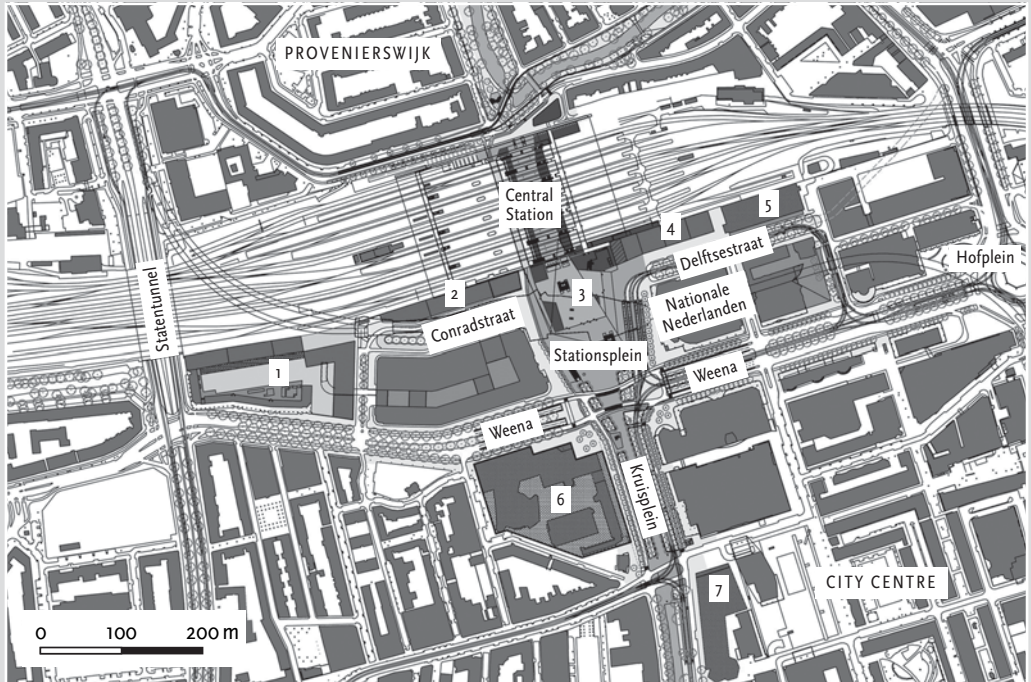 PROVENIERSWIJK
Central
Station
5
4
Delftsestraat
Hofplein
Statentunnel
2
3
Nationale
Nederlanden
Conradstraat
Stationsplein
1
Weena
Weena
Kruisplein
6
7
CITY CENTRE
0 100 200 m